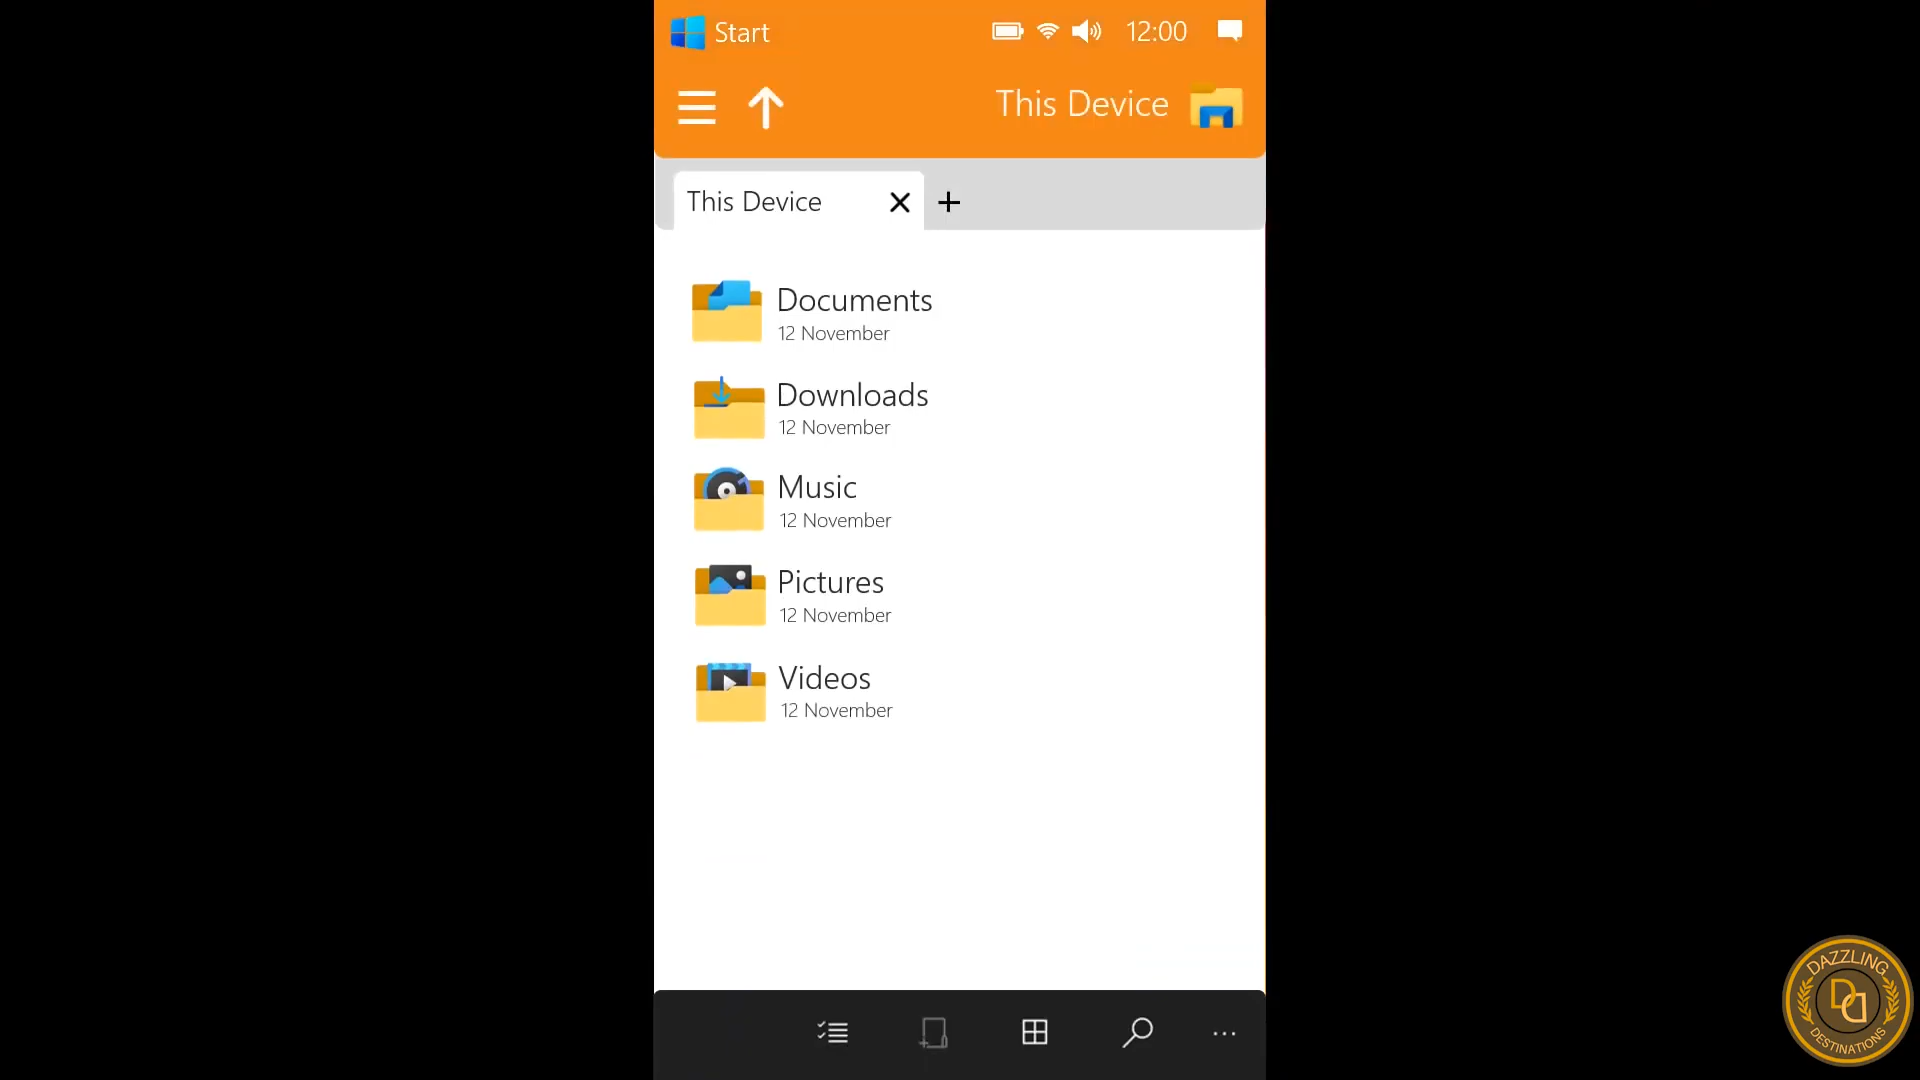 Start 12:00
This Device
This Device
Documents
12 November
Downloads
12 November
Music
12 November
Pictures
12 November
Videos
12 November
DAZZLING
DD
DESTINATIONS